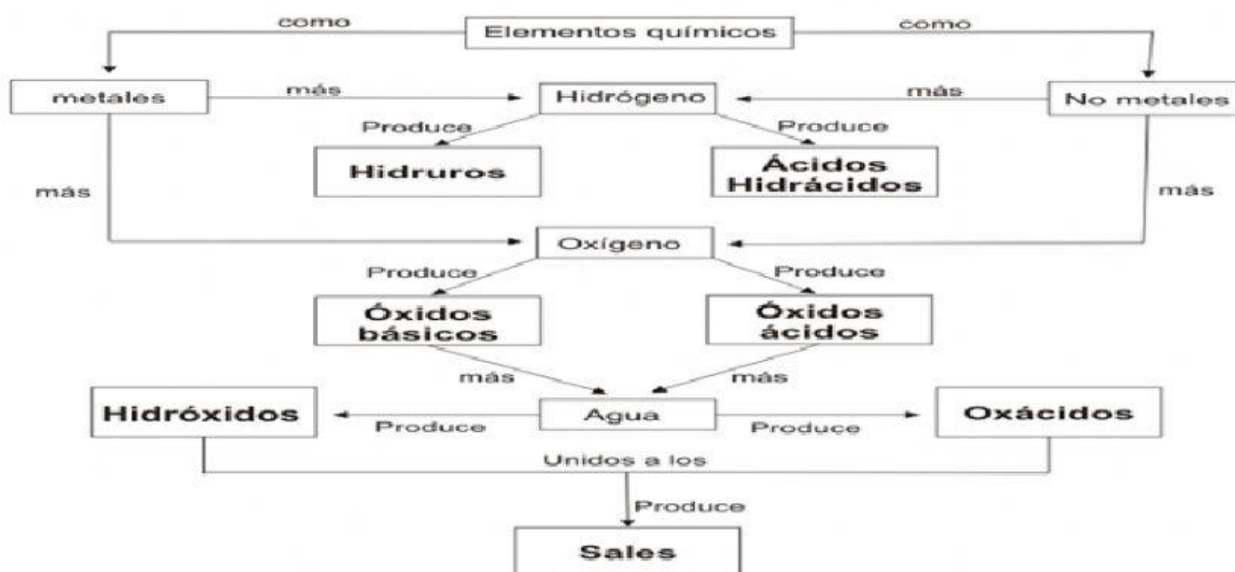 como
Elementos químicos
como
metales
más
Hidrógeno
más
No metales
Produce
Produce
Hidruros
Ácidos
Hidrácidos
más
más
Oxígeno
Produce
Produce
Óxidos
básicos
Óxidos
ácidos
más
más
Hidróxidos
Agua
Oxácidos
Produce
Produce
Unidos a los
Produce
Sales